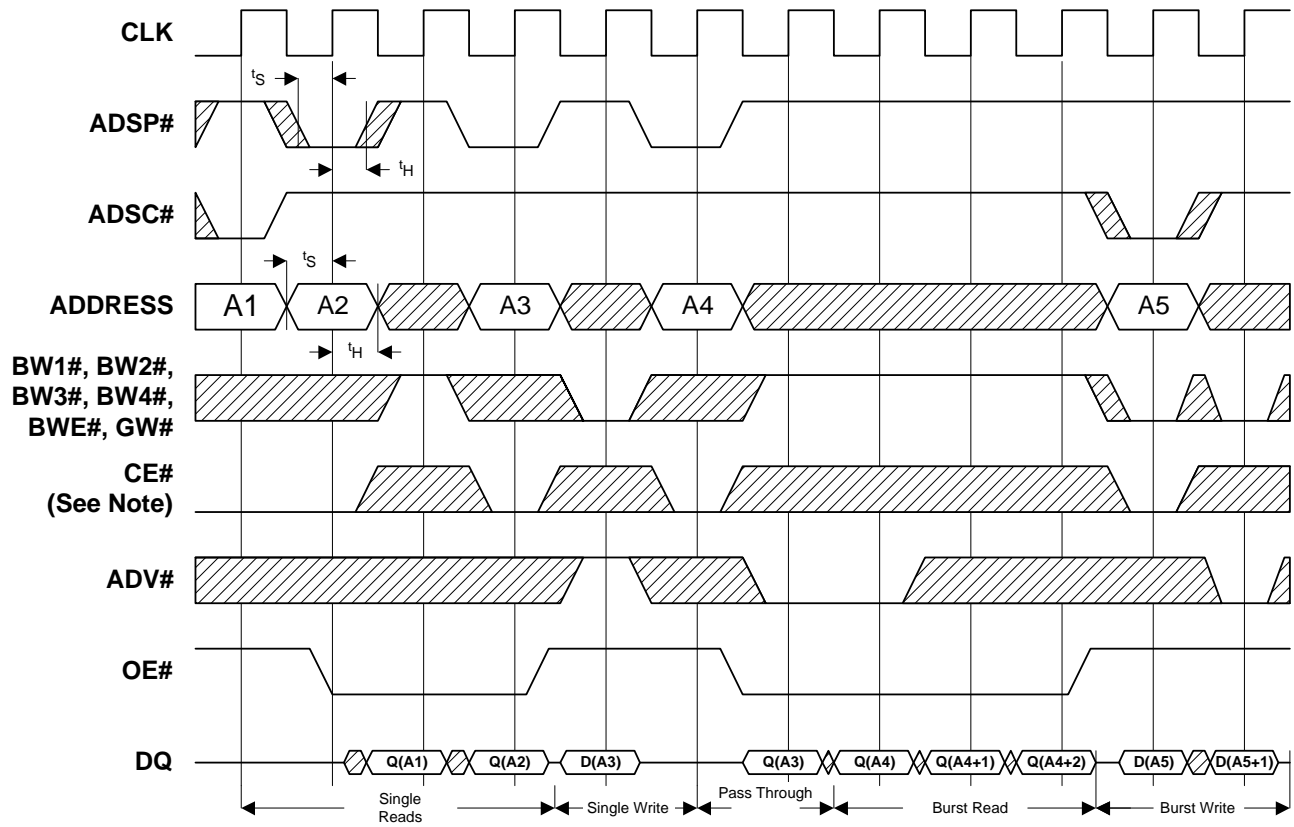 CLK
tS
ADSP#
tH
ADSC#
tS
ADDRESS
A1
A2
A3
A4
A5
tH
BW1#, BW2#,
BW3#, BW4#,
BWE#, GW#
CE#
(See Note)
ADV#
OE#
DQ
Q(A1)
Q(A2)
D(A3)
Q(A3)
Q(A4)
Q(A4+1)
Q(A4+2)
D(A5)
D(A5+1)
Single
Reads
Single Write
Pass Through
Burst Read
Burst Write